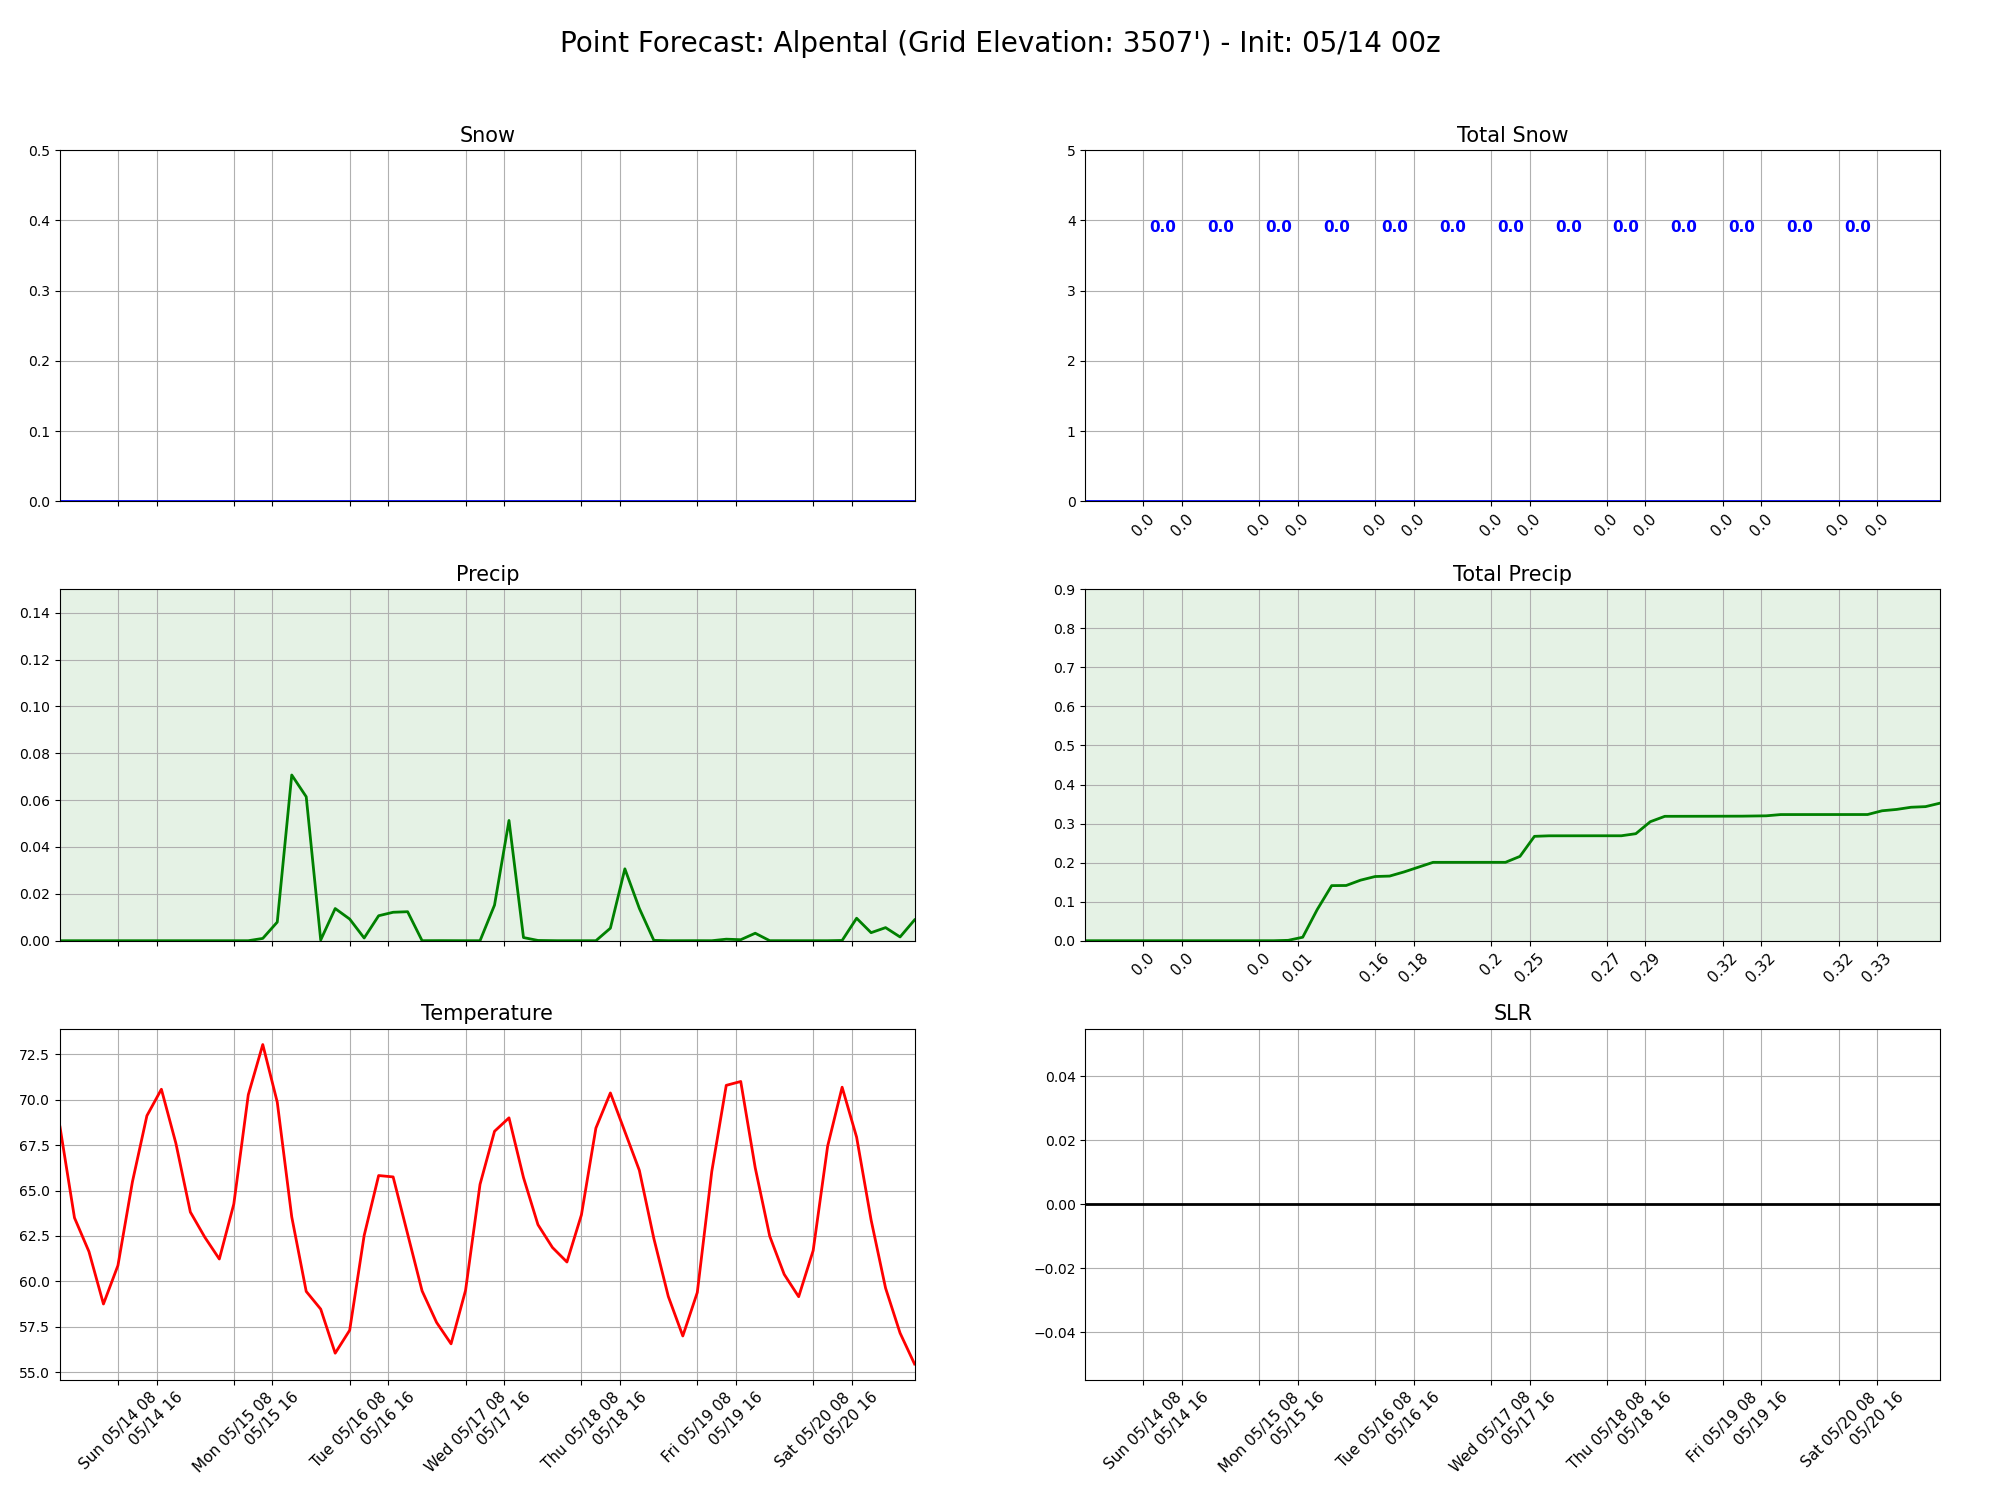 Point Forecast: Alpental (Grid Elevation: 3507') - Init: 05/14 00z
Snow
0.5
0.4
0.3
0.2
0.1
0.0
Total Snow
5
4
3
2
1
0
0.0 0.0 0.0 0.0 0.0 0.0 0.0 0.0 0.0 0.0 0.0 0.0 0.0
0.0 0.0 0.0 0.0 0.0 0.0 0.0 0.0 0.0 0.0 0.0 0.0 0.0 0.0
Precip
0.14
0.12
0.10
0.08
0.06
0.04
0.02
0.00
Total Precip
0.9
0.8
0.7
0.6
0.5
0.4
0.3
0.2
0.1
0.0
0.0 0.0 0.0 0.01 0.16 0.18 0.2 0.25 0.27 0.29 0.32 0.32 0.32 0.33
Temperature
72.5
70.0
67.5
65.0
62.5
60.0
57.5
55.0
Sun 05/14 08
05/14 16
Mon 05/15 08
05/15 16
Tue 05/16 08
05/16 16
Wed 05/17 08
05/17 16
Thu 05/18 08
05/18 16
Fri 05/19 08
05/19 16
Sat 05/20 08
05/20 16
SLR
0.04
0.02
0.00
−0.02
−0.04
Sun 05/14 08
05/14 16
Mon 05/15 08
05/15 16
Tue 05/16 08
05/16 16
Wed 05/17 08
05/17 16
Thu 05/18 08
05/18 16
Fri 05/19 08
05/19 16
Sat 05/20 08
05/20 16